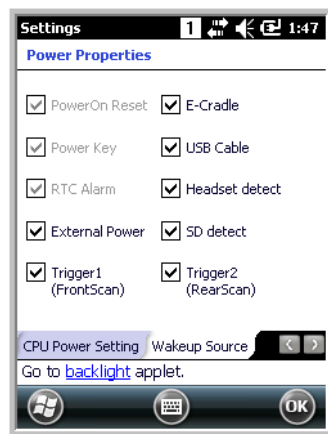 Settings 1 1:47
Power Properties
PowerOn Reset E-Cradle
Power Key USB Cable
RTC Alarm Headset detect
External Power SD detect
Trigger1 Trigger2
(FrontScan) (RearScan)
CPU Power Setting Wakeup Source
Go to backlight applet.
OK